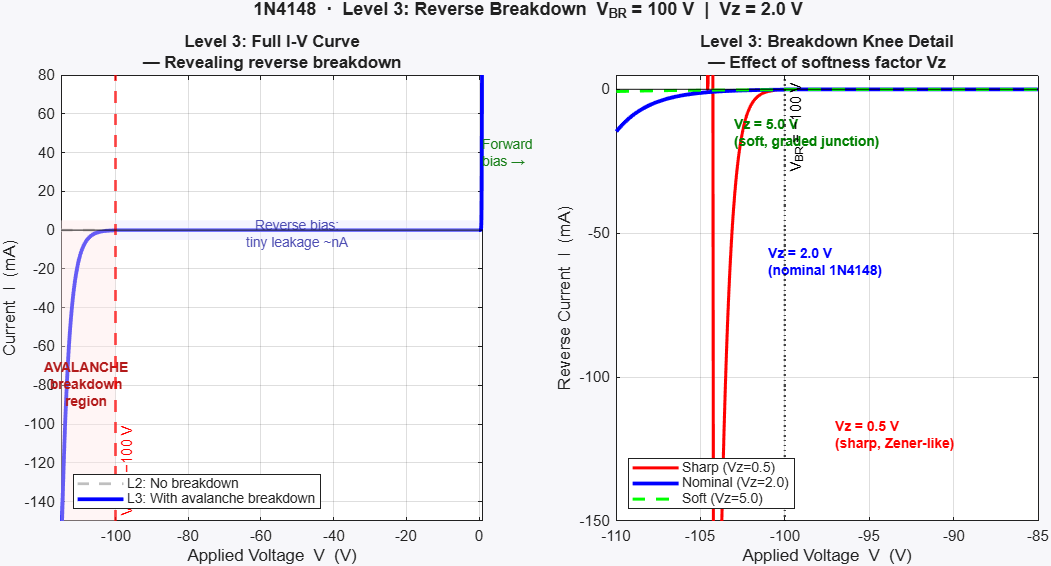 1N4148 · Level 3: Reverse Breakdown VBR = 100 V | Vz = 2.0 V
Level 3: Full I-V Curve
— Revealing reverse breakdown
80
60
40
20
0
-20
-40
-60
-80
-100
-120
-140
Current I (mA)
Forward
bias →
Reverse bias:
tiny leakage ~nA
AVALANCHE
breakdown
region
-100 V
L2: No breakdown
L3: With avalanche breakdown
-100
-80
-60
-40
-20
0
Applied Voltage V (V)
Level 3: Breakdown Knee Detail
— Effect of softness factor Vz
0
-50
-100
-150
Reverse Current I (mA)
Vz = 5.0 V
(soft, graded junction)
VBR = 100 V
Vz = 2.0 V
(nominal 1N4148)
Vz = 0.5 V
(sharp, Zener-like)
Sharp (Vz=0.5)
Nominal (Vz=2.0)
Soft (Vz=5.0)
-110
-105
-100
-95
-90
-85
Applied Voltage V (V)